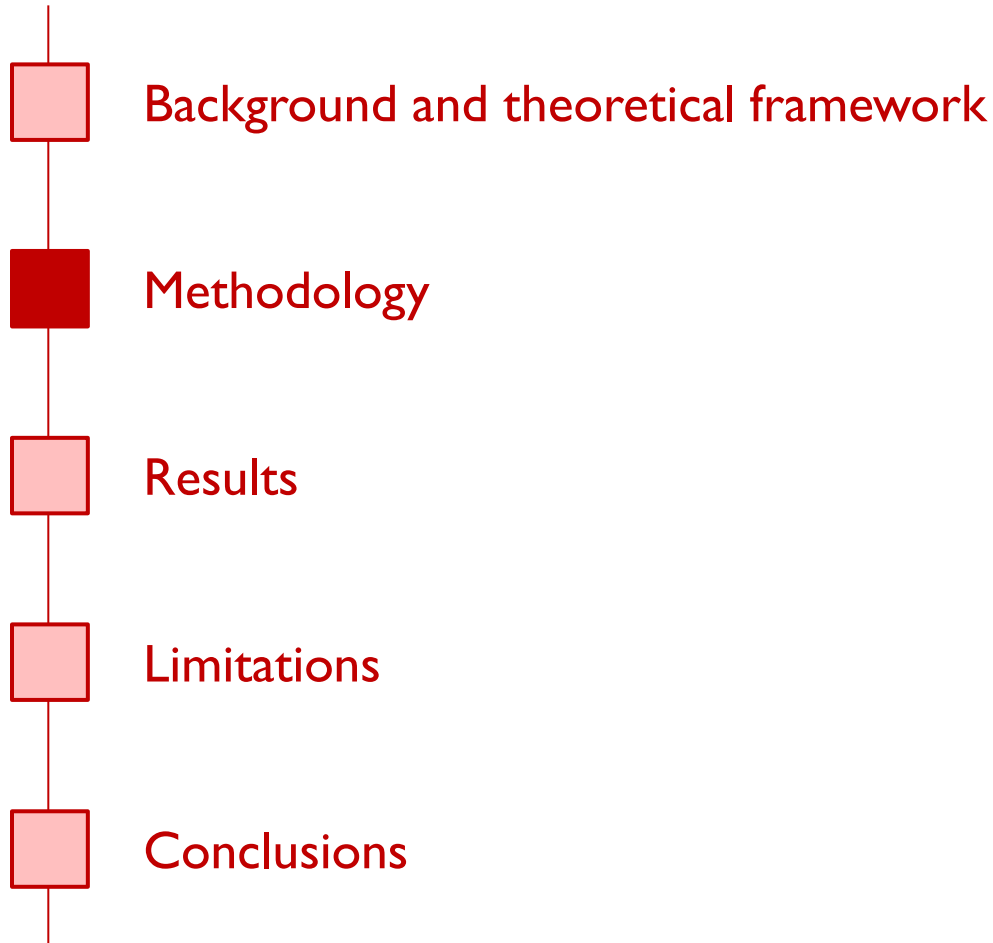 Background and theoretical framework
Methodology
Results
Limitations
Conclusions